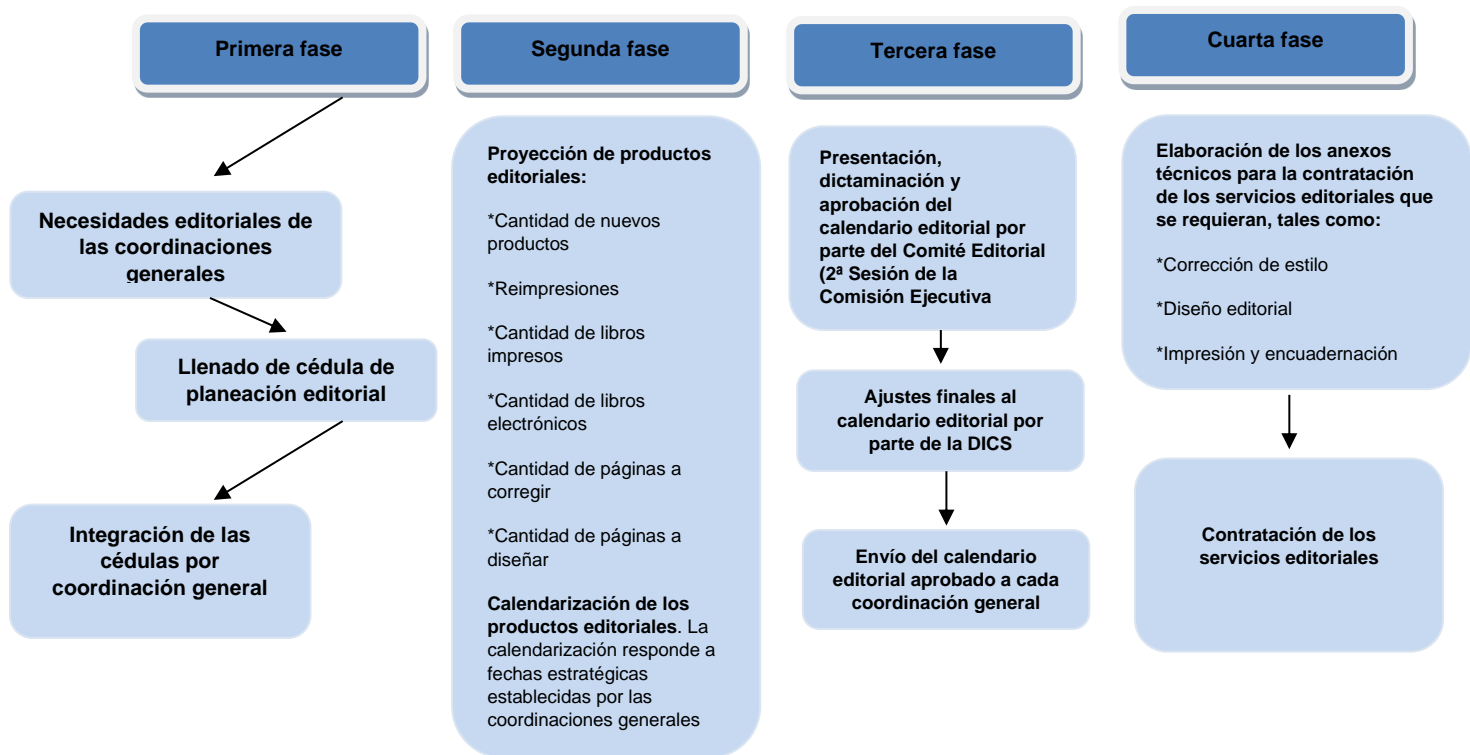 Primera fase
Necesidades editoriales de
las coordinaciones
generales
Llenado de cédula de
planeación editorial
Integración de las
cédulas por
coordinación general
Segunda fase
Proyección de productos
editoriales:
*Cantidad de nuevos
productos
*Reimpresiones
*Cantidad de libros
impresos
*Cantidad de libros
electrónicos
*Cantidad de páginas a
corregir
*Cantidad de páginas a
diseñar
Calendarización de los
productos editoriales. La
calendarización responde a
fechas estratégicas
establecidas por las
coordinaciones generales
Tercera fase
Presentación,
dictaminación y
aprobación del
calendario editorial por
parte del Comité Editorial
(2ª Sesión de la
Comisión Ejecutiva
Ajustes finales al
calendario editorial por
parte de la DICS
Envío del calendario
editorial aprobado a cada
coordinación general
Cuarta fase
Elaboración de los anexos
técnicos para la contratación
de los servicios editoriales que
se requieran, tales como:
*Corrección de estilo
*Diseño editorial
*Impresión y encuadernación
Contratación de los
servicios editoriales